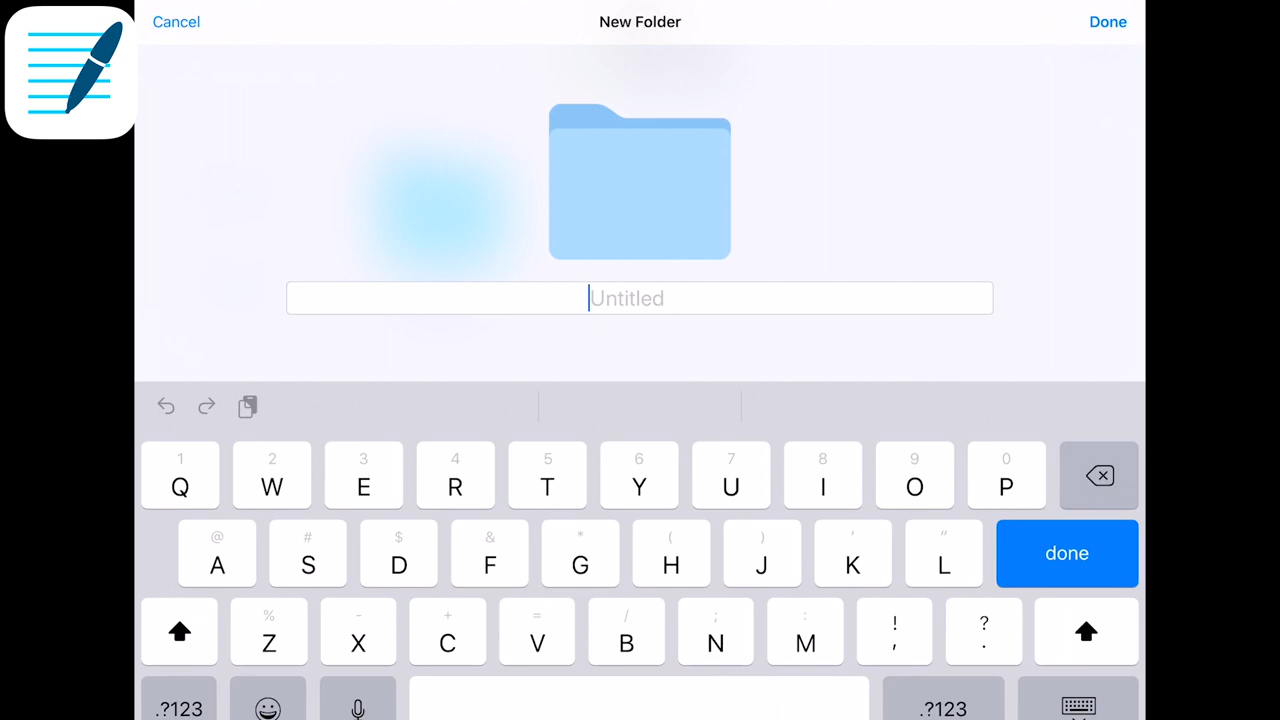 Cancel New Folder Done
Untitled
1 2 3 4 5 6 7 8 9 0
Q W E R T Y U I O P
@ # $ & * ( ) ' "
A S D F G H J K L done
% - + = / ; : ! ?
Z X C V B N M , .
.?123 .?123